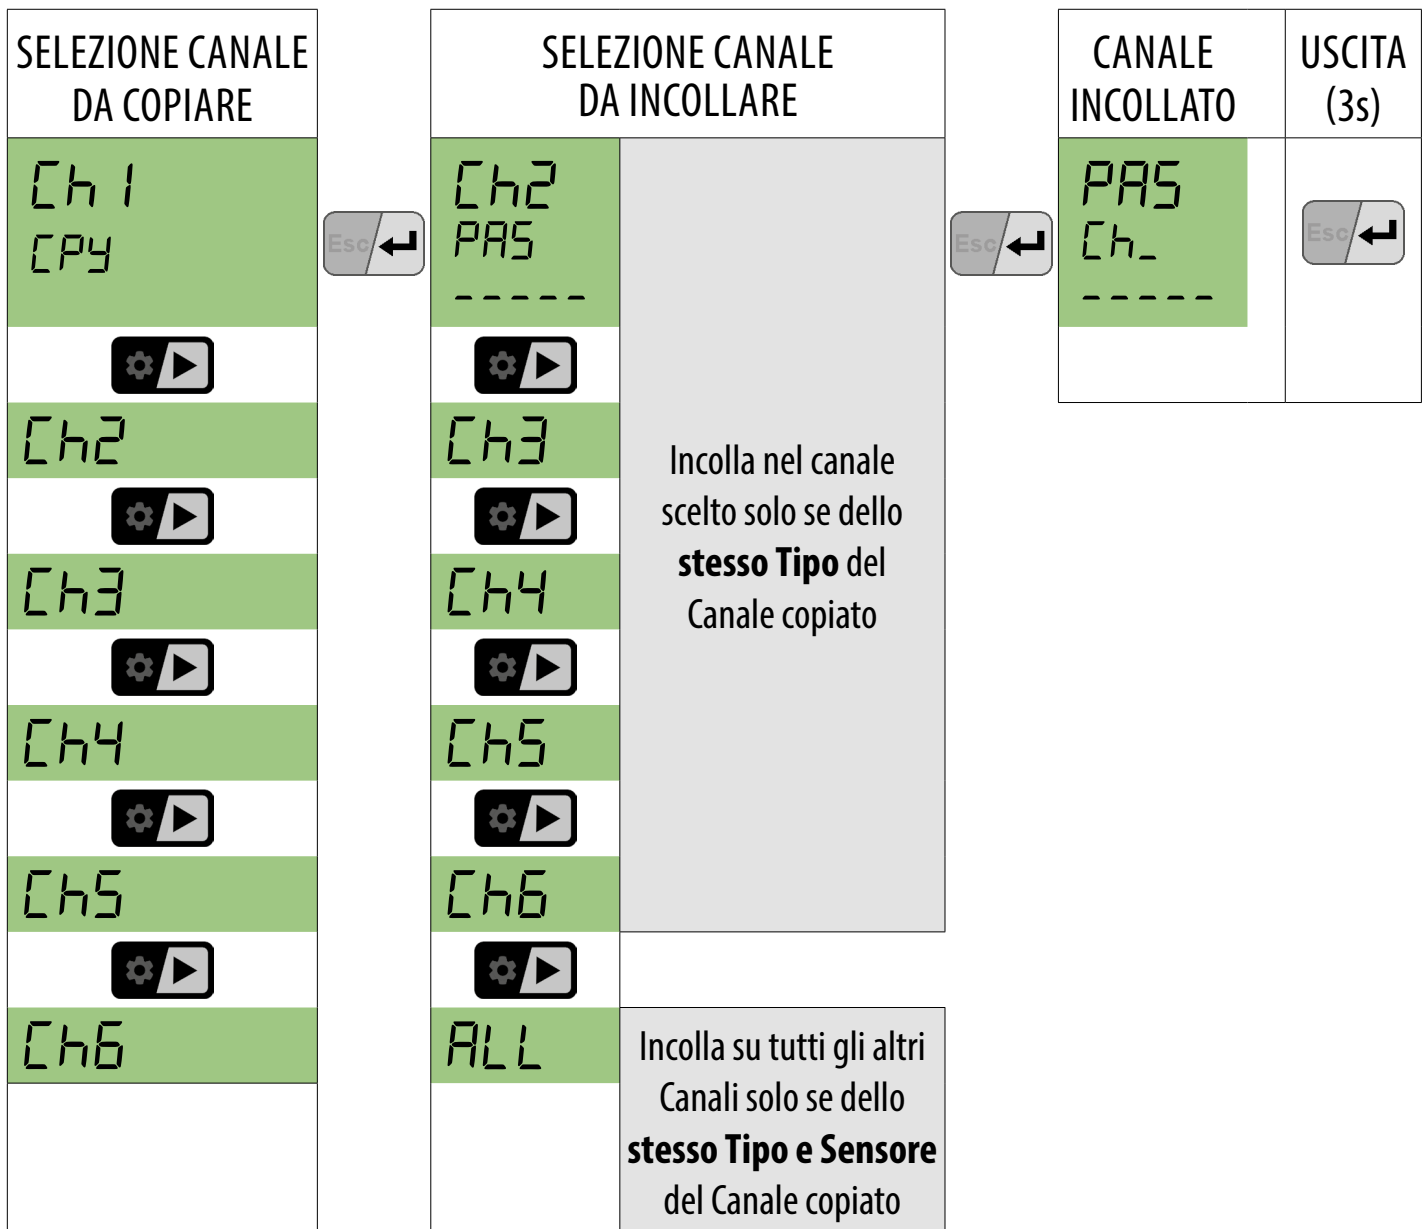 SELEZIONE CANALE
DA COPIARE
Ch1
CPY
Ch2
Ch3
Ch4
Ch5
Ch6
Esc
SELEZIONE CANALE
DA INCOLLARE
Ch2
PAS
-----
Ch3
Ch4
Ch5
Ch6
ALL
Incolla nel canale
scelto solo se dello
stesso Tipo del
Canale copiato
Incolla su tutti gli altri
Canali solo se dello
stesso Tipo e Sensore
del Canale copiato
Esc
CANALE
INCOLLATO
PAS
Ch_
-----
USCITA
(3s)
Esc